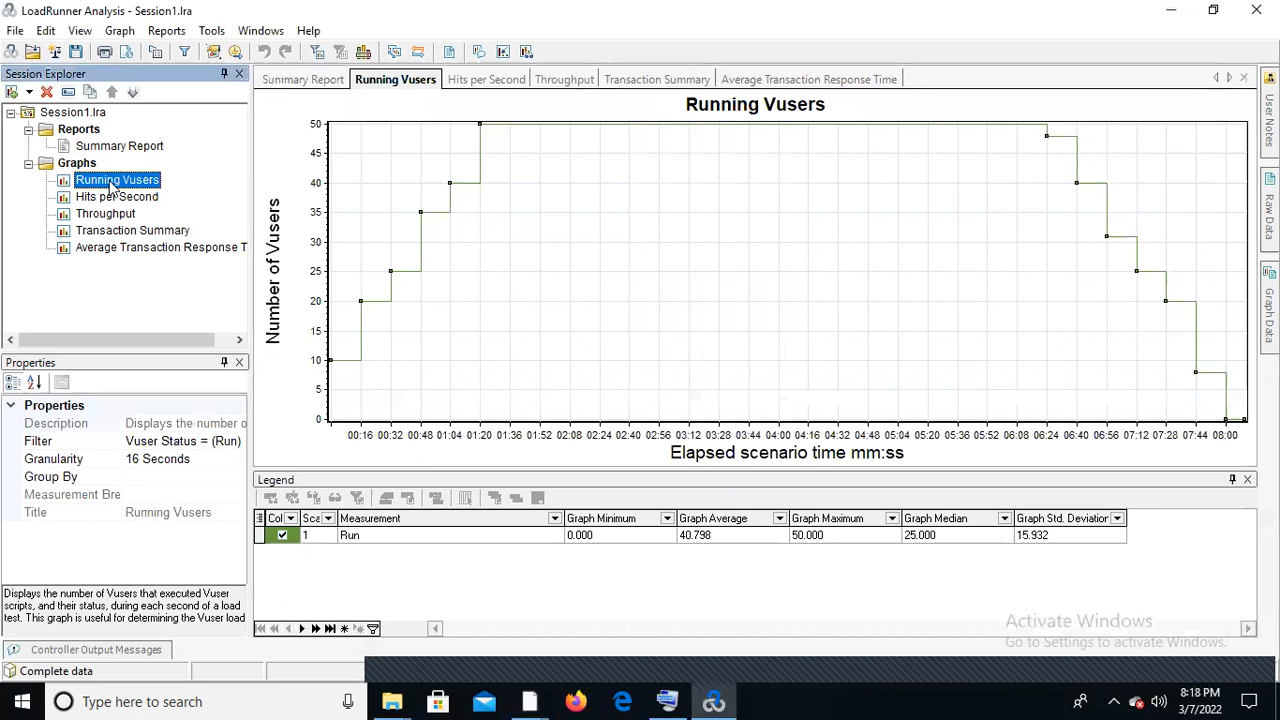 LoadRunner Analysis - Session1.lra
File Edit View Graph Reports Tools Windows Help
Session Explorer
Session1.lra
Reports
Summary Report
Graphs
Running Vusers
Hits per Second
Throughput
Transaction Summary
Average Transaction Response T
Properties
Properties
Description Displays the number o
Filter Vuser Status = (Run)
Granularity 16 Seconds
Group By
Measurement Bre
Title Running Vusers
Displays the number of Vusers that executed Vuser
scripts, and their status, during each second of a load
test. This graph is useful for determining the Vuser load
Summary Report Running Vusers Hits per Second Throughput Transaction Summary Average Transaction Response Time
Running Vusers
Number of Vusers
50
45
40
35
30
25
20
15
10
5
0
00:16 00:32 00:48 01:04 01:20 01:36 01:52 02:08 02:24 02:40 02:56 03:12 03:28 03:44 04:00 04:16 04:32 04:48 05:04 05:20 05:36 05:52 06:08 06:24 06:40 06:56 07:12 07:28 07:44 08:00
Elapsed scenario time mm:ss
User Notes
Raw Data
Graph Data
Legend
Col Sca Measurement Graph Minimum Graph Average Graph Maximum Graph Median Graph Std. Deviation
1 Run 0.000 40.798 50.000 25.000 15.932
Activate Windows
Go to Settings to activate Windows.
Controller Output Messages
Complete data
Type here to search
8:18 PM
3/7/2022